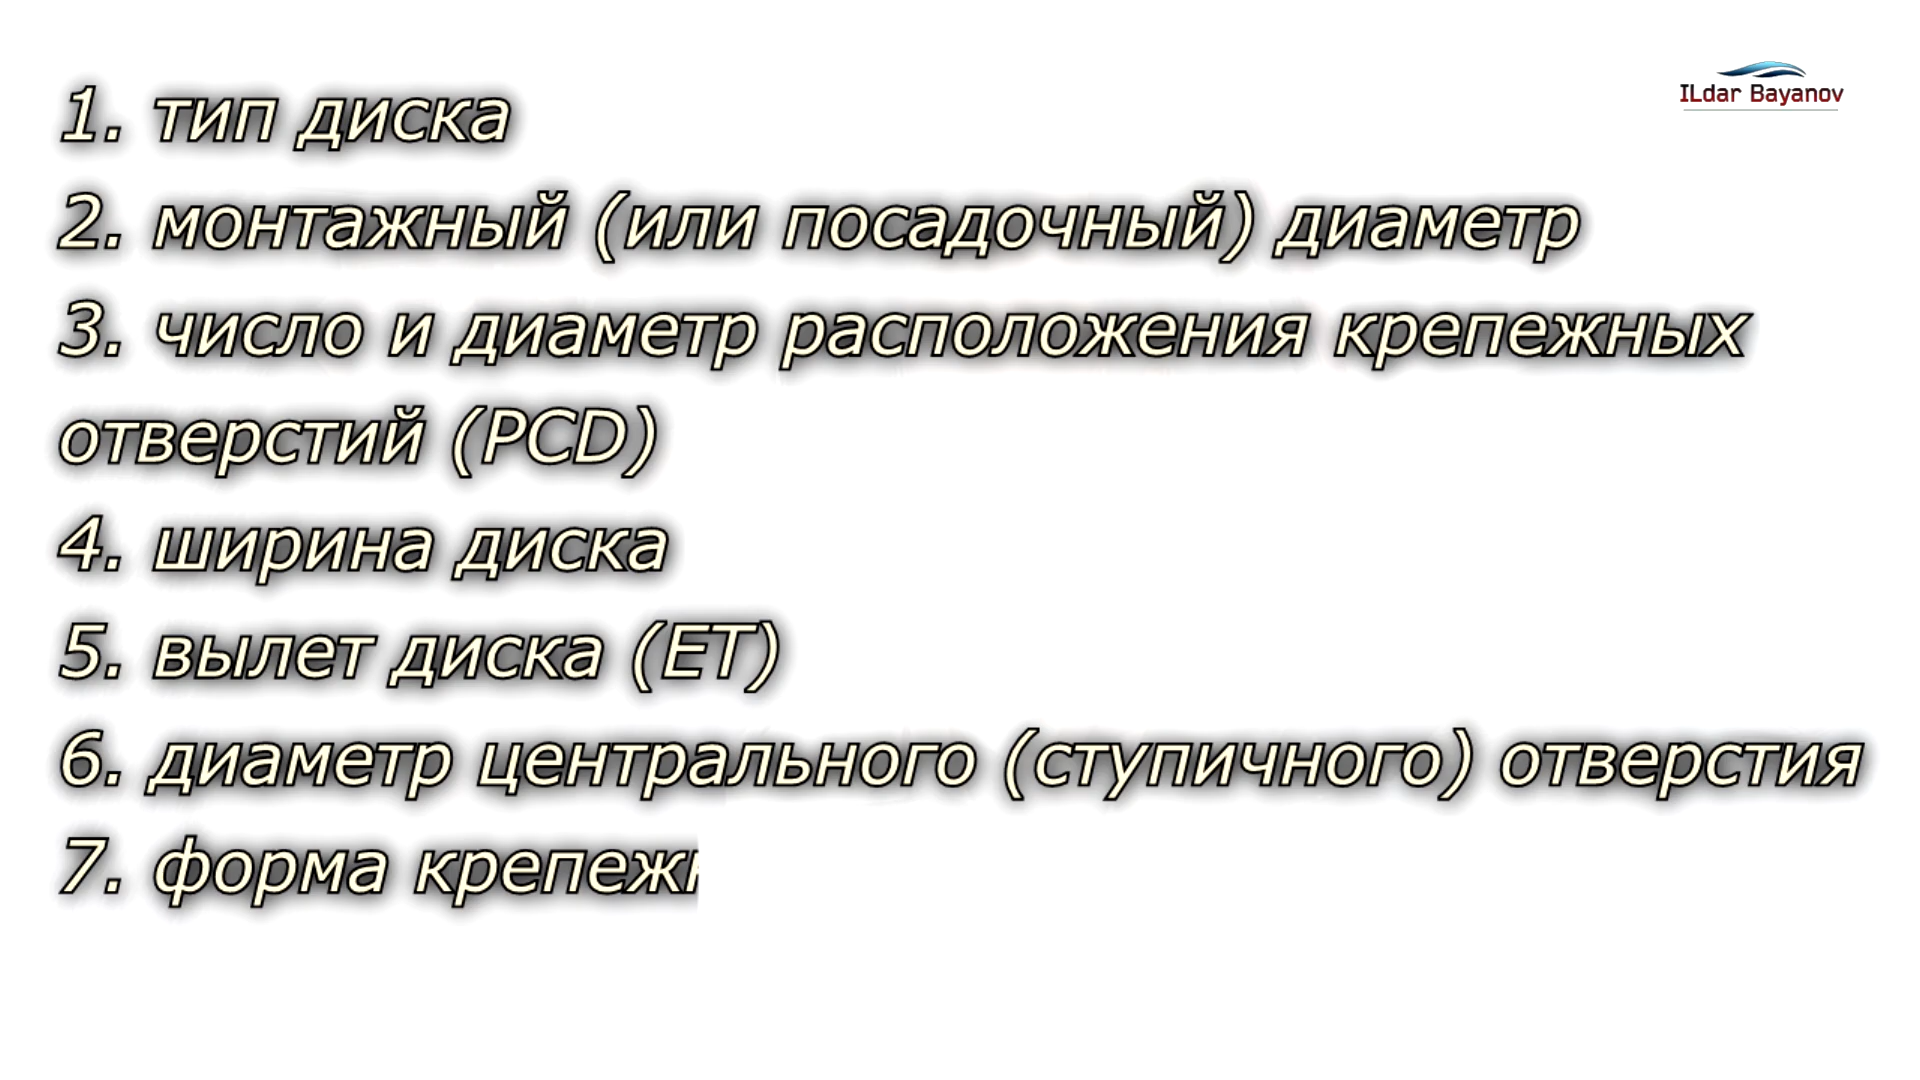 ILdar Bayanov
1. тип диска
2. монтажный (или посадочный) диаметр
3. число и диаметр расположения крепежных
отверстий (PCD)
4. ширина диска
5. вылет диска (ET)
6. диаметр центрального (ступичного) отверстия
7. форма